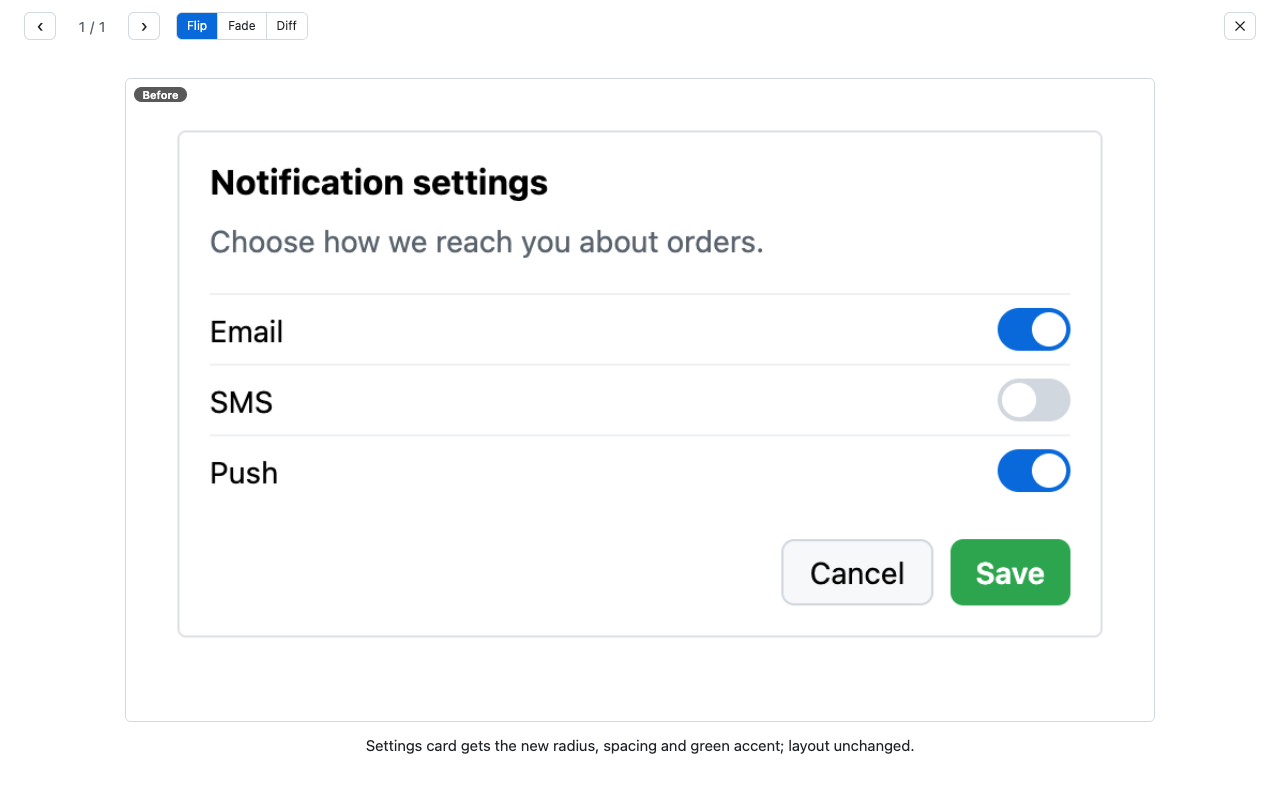 ‹ 1 / 1 › Flip Fade Diff ×
Before
Notification settings
Choose how we reach you about orders.
Email
SMS
Push
Cancel Save
Settings card gets the new radius, spacing and green accent; layout unchanged.